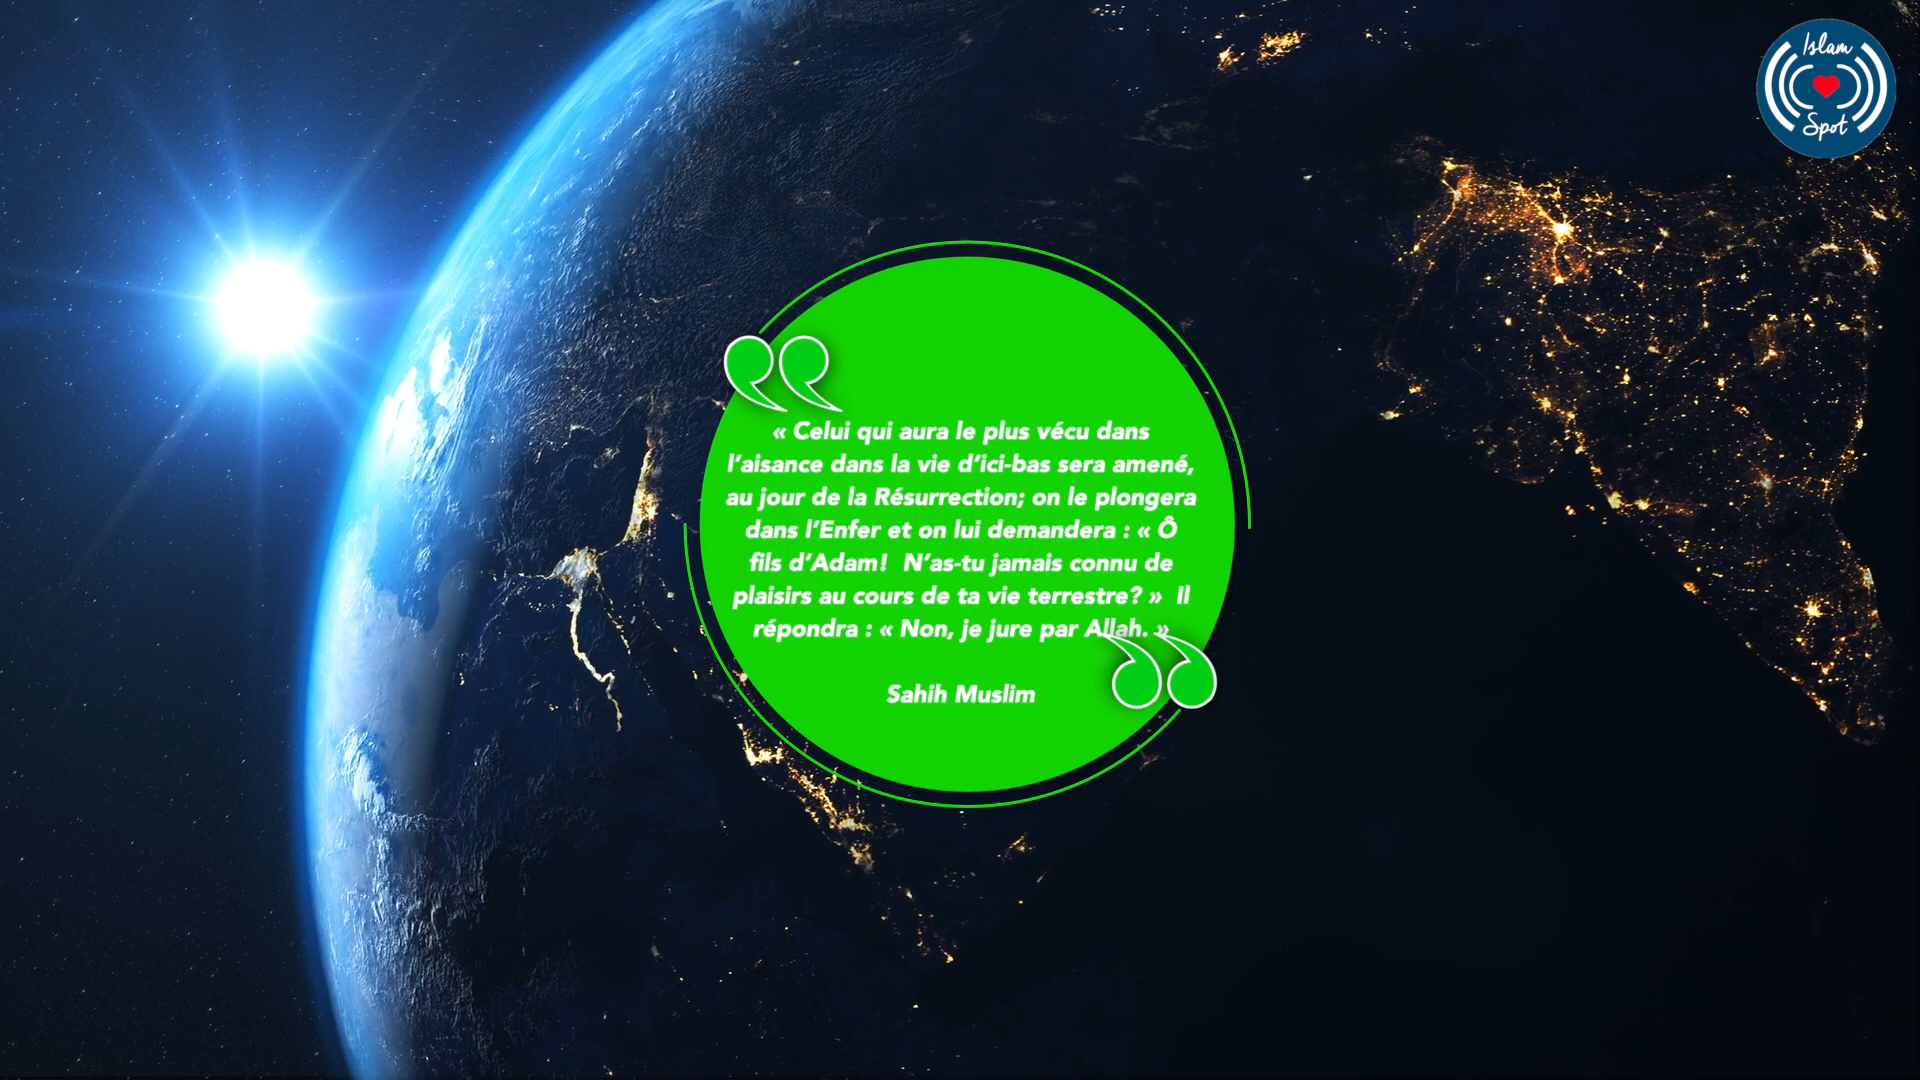 Islam
Spot
« Celui qui aura le plus vécu dans
l’aisance dans la vie d’ici-bas sera amené,
au jour de la Résurrection; on le plongera
dans l’Enfer et on lui demandera : « Ô
fils d’Adam!  N’as-tu jamais connu de
plaisirs au cours de ta vie terrestre? »  Il
répondra : « Non, je jure par Allah. »
Sahih Muslim